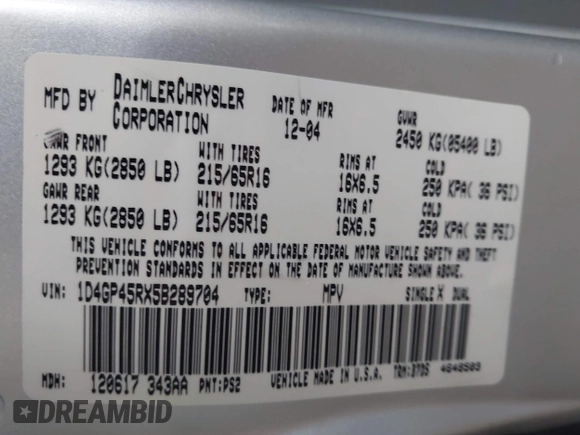 MFD BY DAIMLERCHRYSLER CORPORATION
DATE OF MFR 12-04
GVWR 2450 KG(05400 LB)
GAWR FRONT WITH TIRES RIMS AT COLD
1293 KG(2850 LB) 215/65R16 16X6.5 250 KPA( 36 PSI)
GAWR REAR WITH TIRES RIMS AT COLD
1293 KG(2850 LB) 215/65R16 16X6.5 250 KPA( 36 PSI)
THIS VEHICLE CONFORMS TO ALL APPLICABLE FEDERAL MOTOR VEHICLE SAFETY AND THEFT
PREVENTION STANDARDS IN EFFECT ON THE DATE OF MANUFACTURE SHOWN ABOVE.
VIN: 1D4GP45RX5B289704 TYPE: MPV SINGLE X DUAL
MDH: 120617 343AA PNT:PS2 VEHICLE MADE IN U.S.A. 4848503
DREAMBID